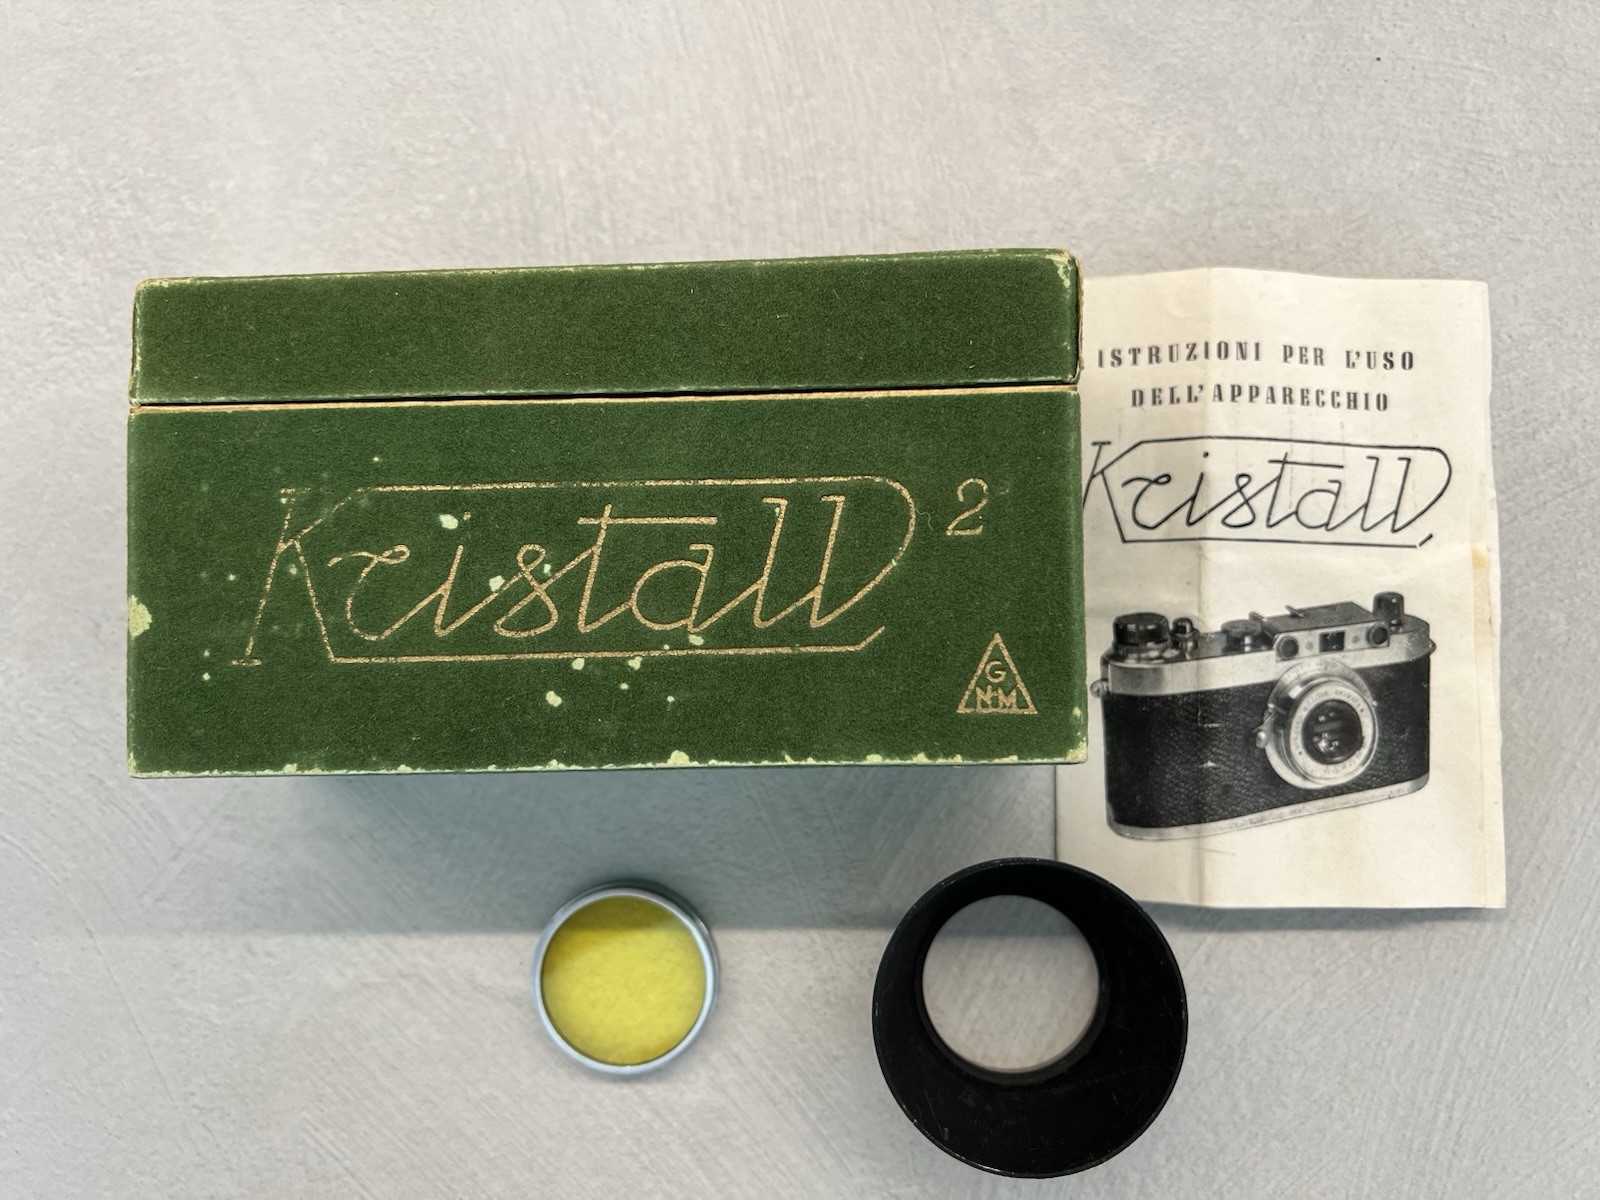 Kristall 2
G
NM
ISTRUZIONI PER L'USO
DELL'APPARECCHIO
Kristall